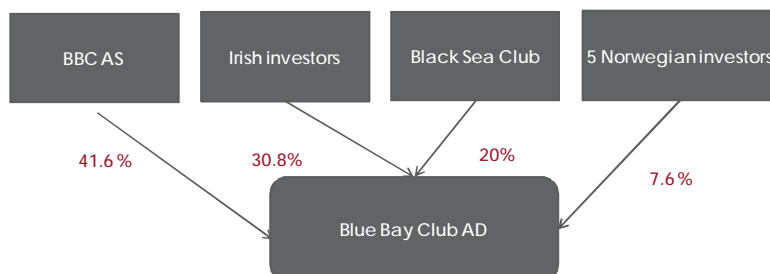 BBC AS
Irish investors
Black Sea Club
5 Norwegian investors
41.6 %
30.8%
20%
7.6 %
Blue Bay Club AD